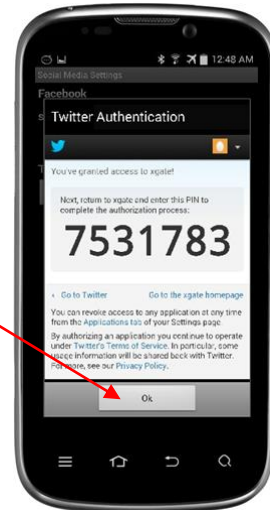 12:48 AM
Social Media Settings
Facebook
Twitter Authentication
You've granted access to xgate!
Next, return to xgate and enter this PIN to
complete the authorization process:
7531783
‹ Go to Twitter Go to the xgate homepage
You can revoke access to any application at any time
from the Applications tab of your Settings page
By authorizing an application you continue to operate
under Twitter's Terms of Service. In particular, some
usage information will be shared back with Twitter.
For more, see our Privacy Policy.
Ok